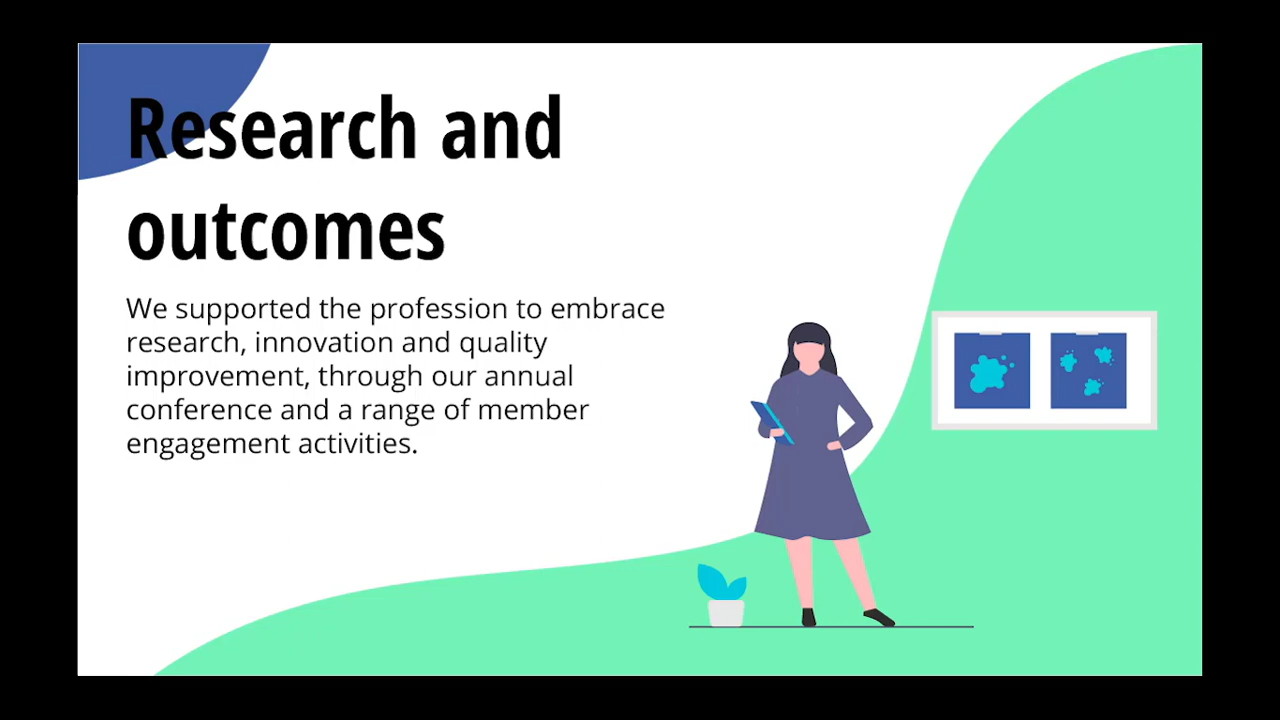 Research and
outcomes
We supported the profession to embrace
research, innovation and quality
improvement, through our annual
conference and a range of member
engagement activities.